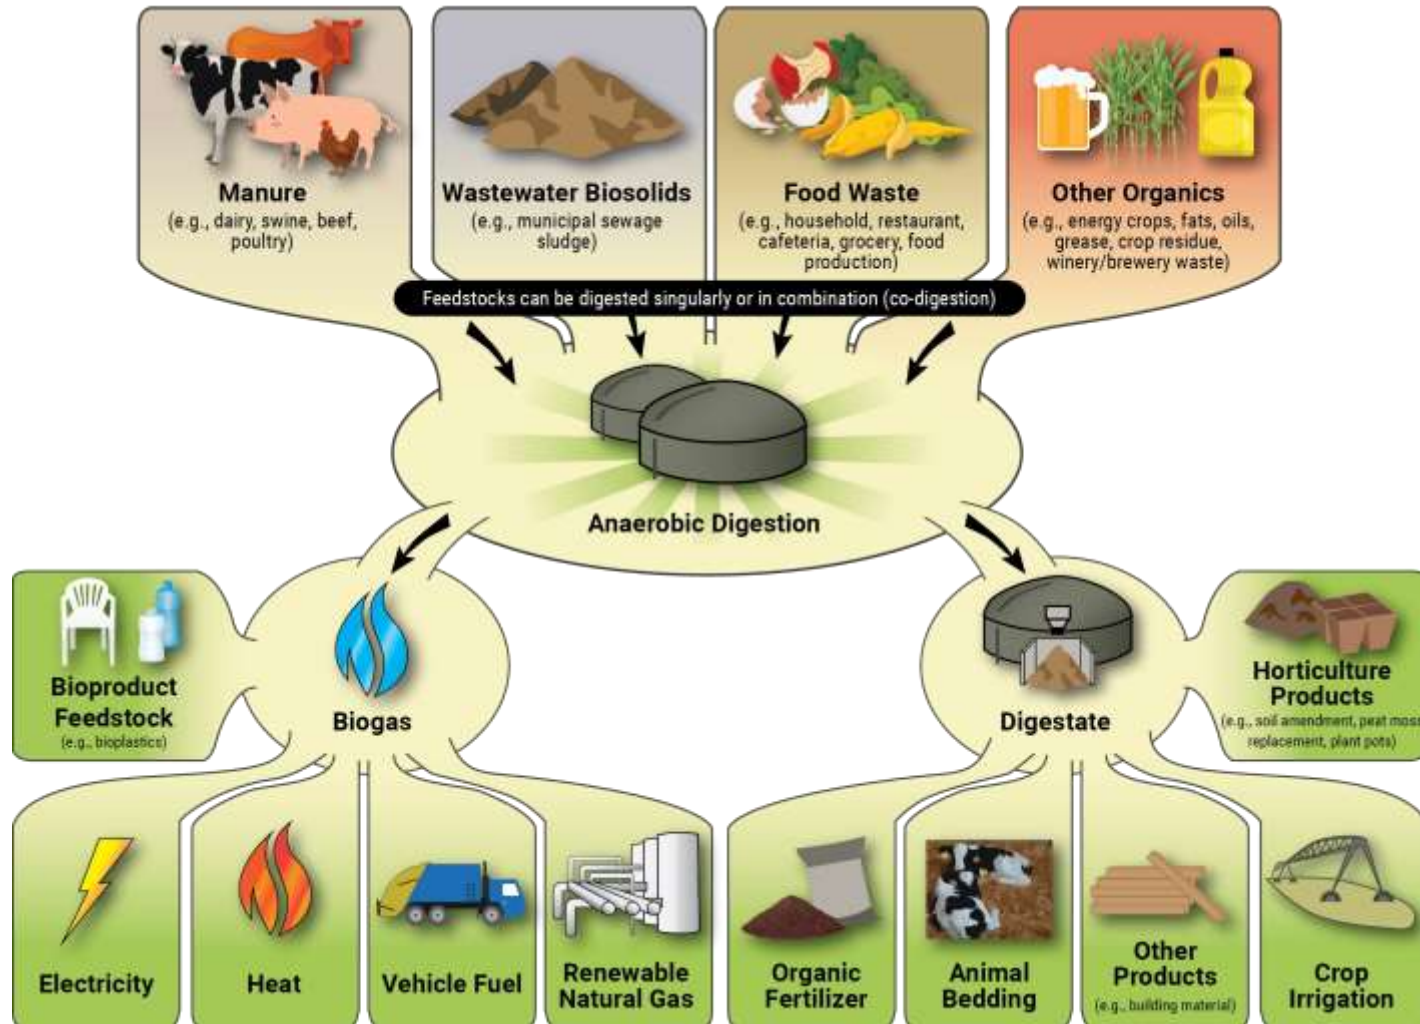 Manure
(e.g., dairy, swine, beef,
poultry)
Wastewater Biosolids
(e.g., municipal sewage
sludge)
Food Waste
(e.g., household, restaurant,
cafeteria, grocery, food
production)
Other Organics
(e.g., energy crops, fats, oils,
grease, crop residue,
winery/brewery waste)
Feedstocks can be digested singularly or in combination (co-digestion)
Anaerobic Digestion
Bioproduct
Feedstock
(e.g., bioplastics)
Biogas
Digestate
Horticulture
Products
(e.g., soil amendment, peat moss
replacement, plant pots)
Electricity
Heat
Vehicle Fuel
Renewable
Natural Gas
Organic
Fertilizer
Animal
Bedding
Other
Products
(e.g., building material)
Crop
Irrigation